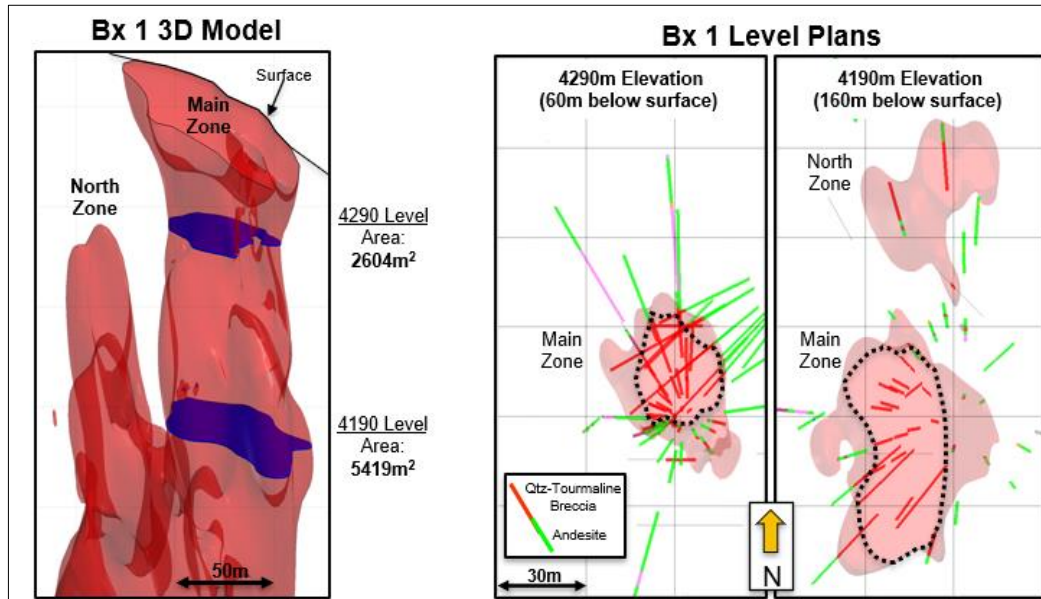 Bx 1 3D Model
Surface
Main
Zone
North
Zone
4290 Level
Area:
2604m²
4190 Level
Area:
5419m²
50m
Bx 1 Level Plans
4290m Elevation
(60m below surface)
Main
Zone
Qtz-Tourmaline
Breccia
Andesite
30m
N
4190m Elevation
(160m below surface)
North
Zone
Main
Zone